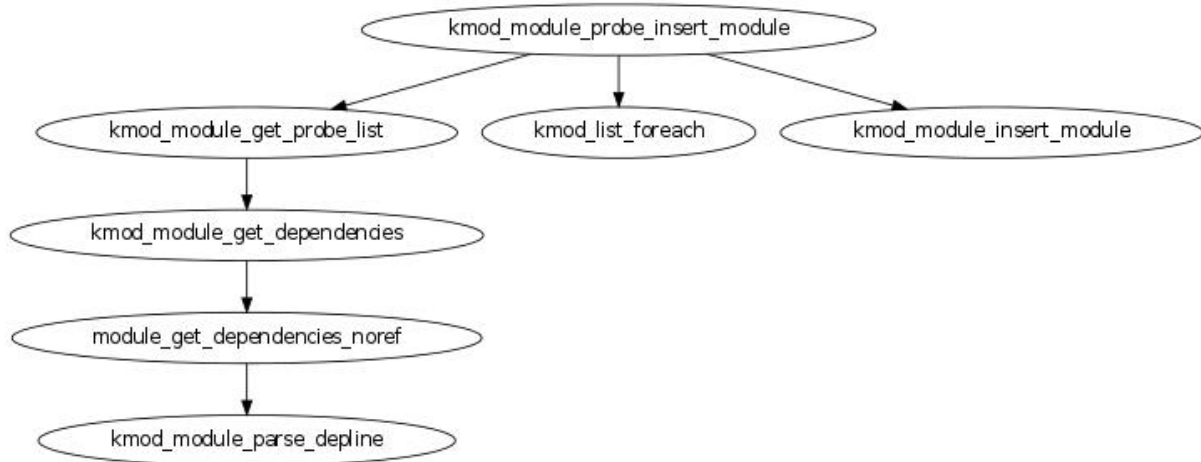 kmod_module_probe_insert_module
kmod_module_get_probe_list
kmod_list_foreach
kmod_module_insert_module
kmod_module_get_dependencies
module_get_dependencies_noref
kmod_module_parse_depline